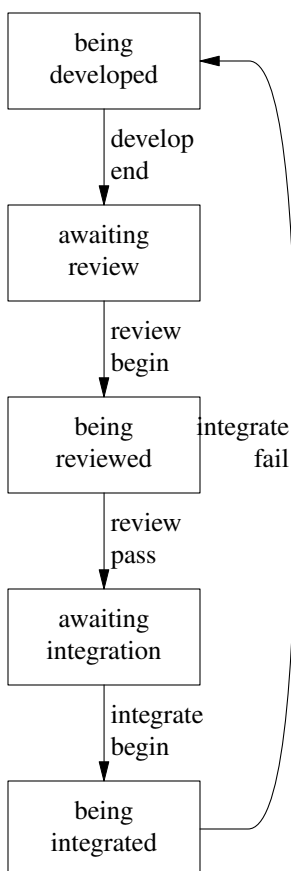 being
developed
develop
end
awaiting
review
review
begin
being
reviewed
integrate
fail
review
pass
awaiting
integration
integrate
begin
being
integrated